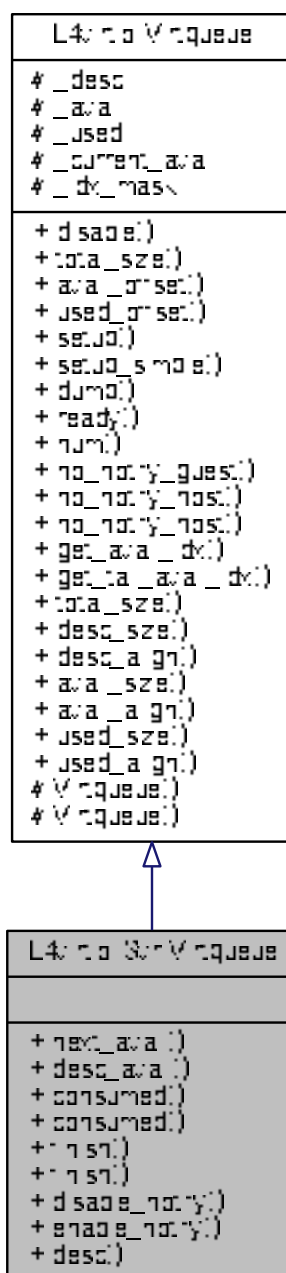 L4virtio::Virtqueue
# _desc
# _avail
# _used
# _current_avail
# _idx_mask
+ disable()
+ total_size()
+ avail_offset()
+ used_offset()
+ setup()
+ setup_simple()
+ dump()
+ ready()
+ num()
+ no_notify_guest()
+ no_notify_host()
+ no_notify_host()
+ get_avail_idx()
+ get_tail_avail_idx()
+ total_size()
+ desc_size()
+ desc_align()
+ avail_size()
+ avail_align()
+ used_size()
+ used_align()
# Virtqueue()
# Virtqueue()
L4virtio::Svr::Virtqueue
+ next_avail()
+ desc_avail()
+ consumed()
+ consumed()
+ finish()
+ finish()
+ disable_notify()
+ enable_notify()
+ desc()